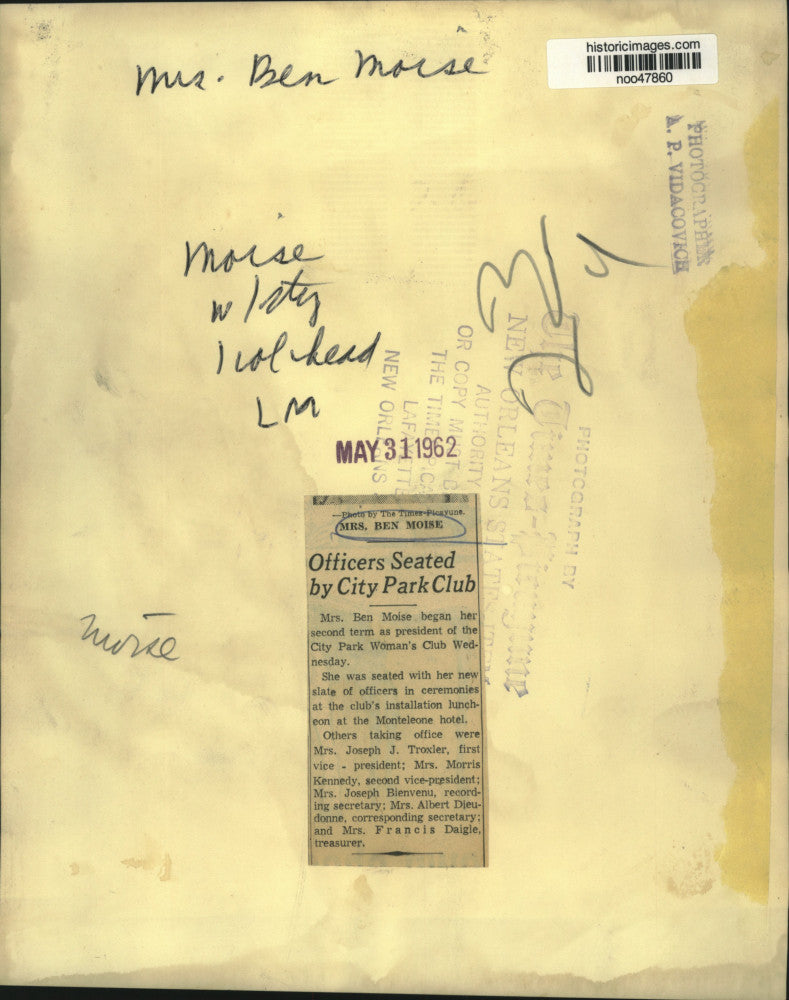 historicimages.com
noo47860
Mrs. Ben Moise
PHOTOGRAPHER
A. P. VIDACOVICH
Moise
w/sty
1 col head
LM
MAY 31 1962
PHOTOGRAPH BY
NEW ORLEANS STATES
AUTHORITY
OR COPY
NEW ORLEANS
—Photo by The Times-Picayune.
MRS. BEN MOISE
Officers Seated
by City Park Club
Mrs. Ben Moise began her
second term as president of the
City Park Woman's Club Wed-
nesday.
She was seated with her new
slate of officers in ceremonies
at the club's installation lunch-
eon at the Monteleone hotel.
Others taking office were
Mrs. Joseph J. Troxler, first
vice - president; Mrs. Morris
Kennedy, second vice-president;
Mrs. Joseph Bienvenu, record-
ing secretary; Mrs. Albert Dieu-
donne, corresponding secretary;
and Mrs. Francis Daigle,
treasurer.
Moise